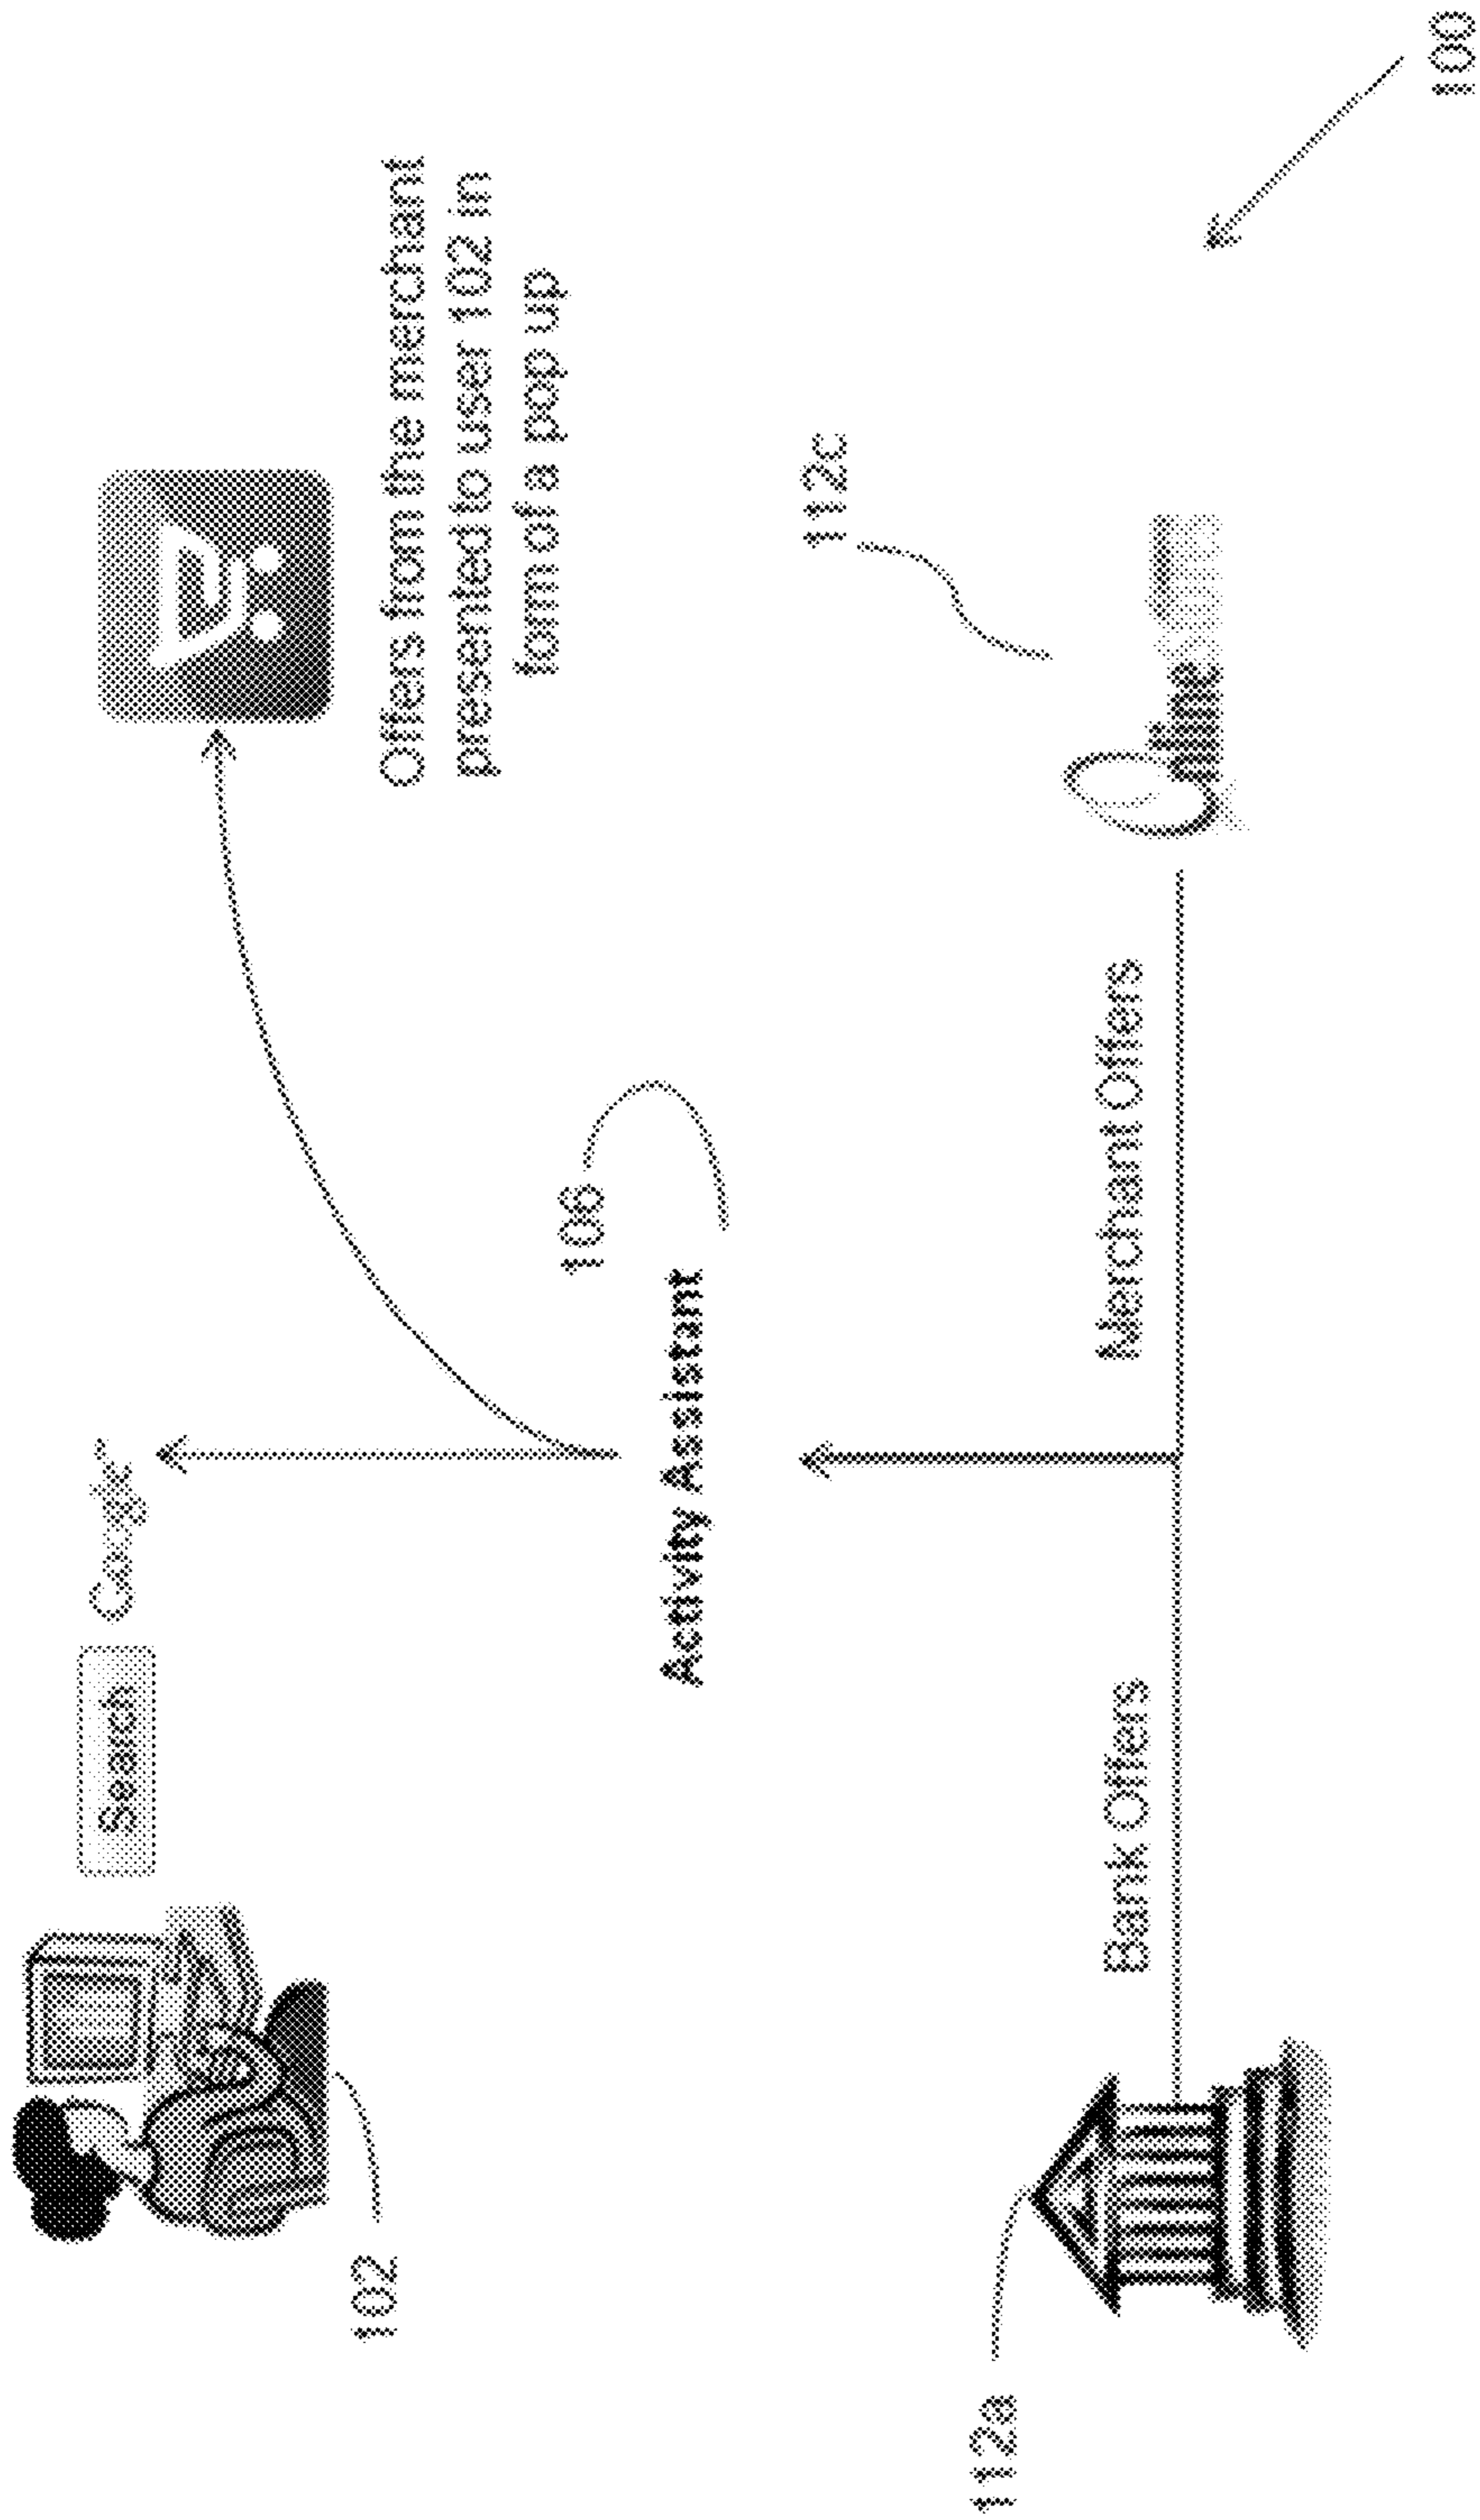 102
Search
Offers from the merchant
presented to user 102 in
form of a pop up
106
Activity Assistant
112a
Bank Offers
Merchant Offers
112c
100